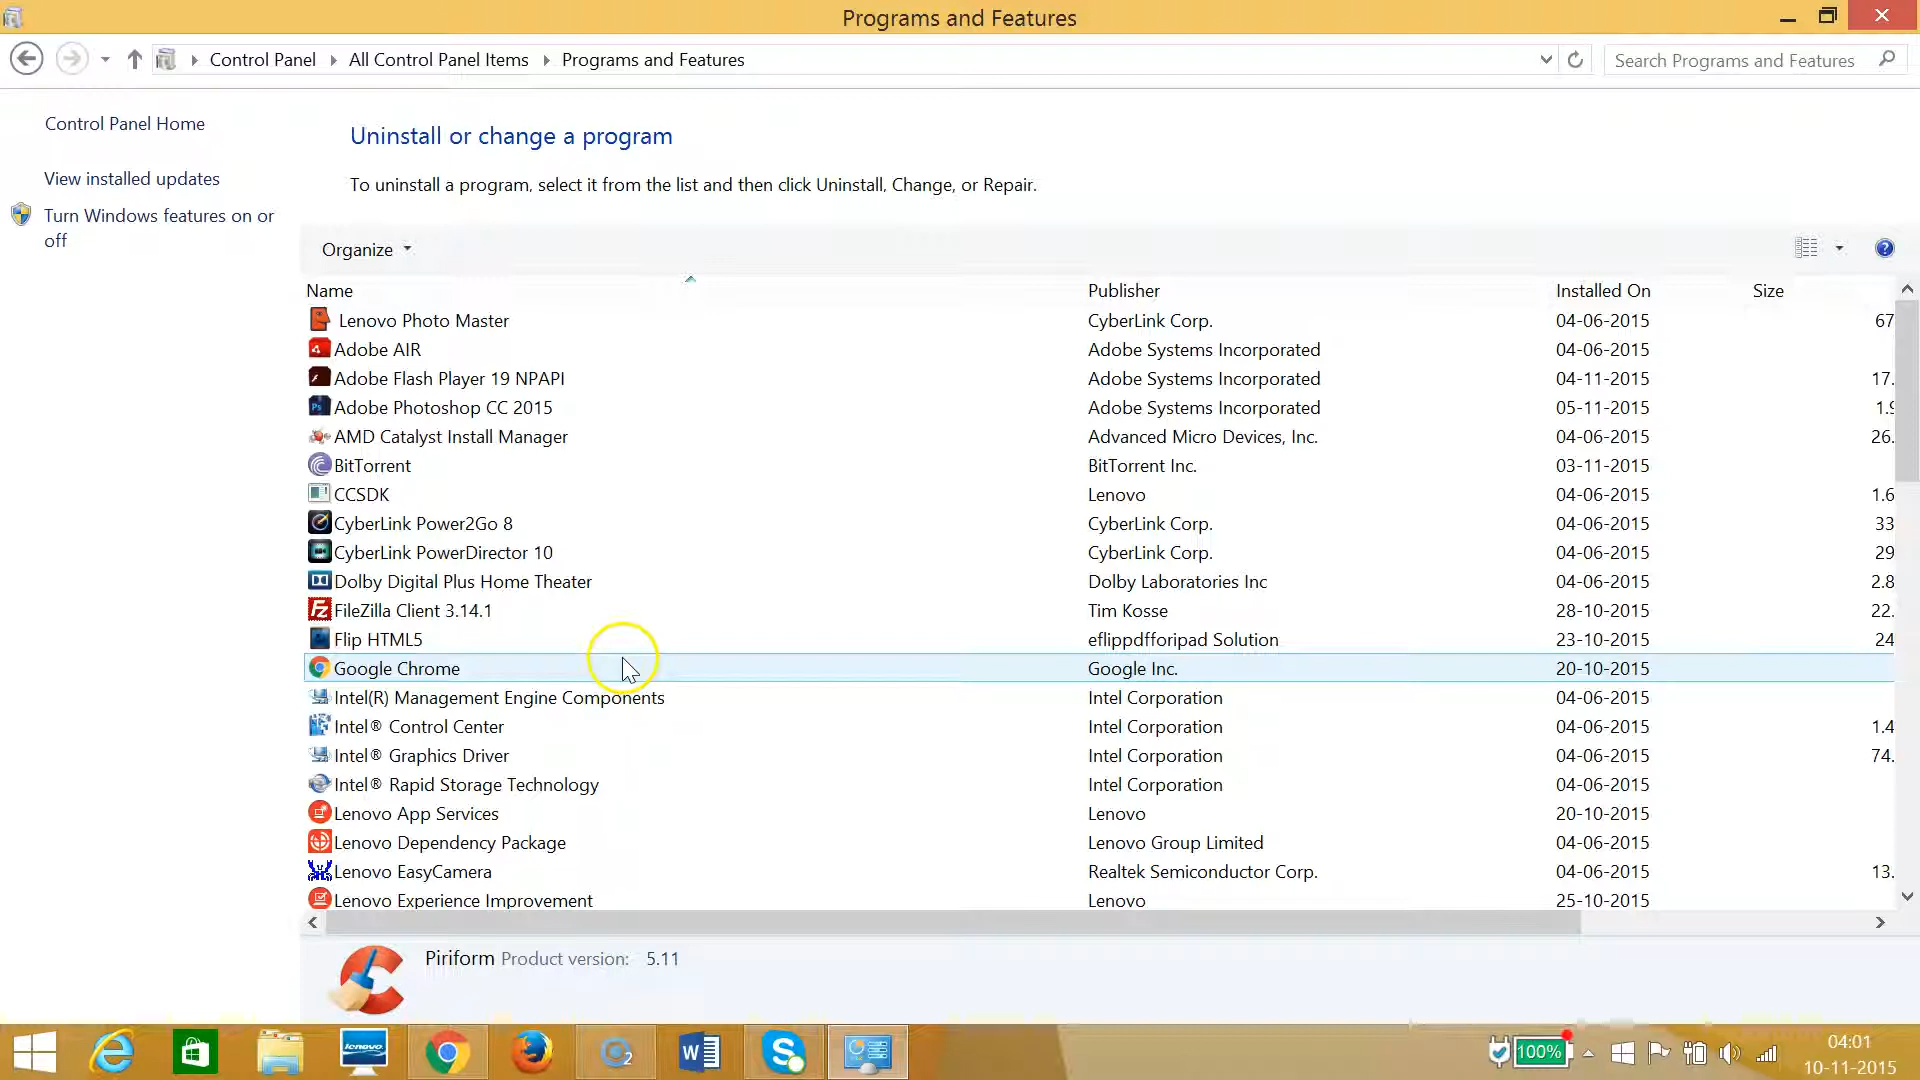 Programs and Features
Control Panel All Control Panel Items Programs and Features
Search Programs and Features
Control Panel Home
View installed updates
Turn Windows features on or
off
Uninstall or change a program
To uninstall a program, select it from the list and then click Uninstall, Change, or Repair.
Organize
Name Publisher Installed On Size
Lenovo Photo Master CyberLink Corp. 04-06-2015 67
Adobe AIR Adobe Systems Incorporated 04-06-2015
Adobe Flash Player 19 NPAPI Adobe Systems Incorporated 04-11-2015 17.
Adobe Photoshop CC 2015 Adobe Systems Incorporated 05-11-2015 1.9
AMD Catalyst Install Manager Advanced Micro Devices, Inc. 04-06-2015 26.
BitTorrent BitTorrent Inc. 03-11-2015
CCSDK Lenovo 04-06-2015 1.6
CyberLink Power2Go 8 CyberLink Corp. 04-06-2015 33
CyberLink PowerDirector 10 CyberLink Corp. 04-06-2015 29
Dolby Digital Plus Home Theater Dolby Laboratories Inc 04-06-2015 2.8
FileZilla Client 3.14.1 Tim Kosse 28-10-2015 22.
Flip HTML5 eflippdfforipad Solution 23-10-2015 24
Google Chrome Google Inc. 20-10-2015
Intel(R) Management Engine Components Intel Corporation 04-06-2015
Intel® Control Center Intel Corporation 04-06-2015 1.4
Intel® Graphics Driver Intel Corporation 04-06-2015 74.
Intel® Rapid Storage Technology Intel Corporation 04-06-2015
Lenovo App Services Lenovo 20-10-2015
Lenovo Dependency Package Lenovo Group Limited 04-06-2015
Lenovo EasyCamera Realtek Semiconductor Corp. 04-06-2015 13.
Lenovo Experience Improvement Lenovo 25-10-2015
Piriform Product version: 5.11
lenovo
100%
04:01
10-11-2015